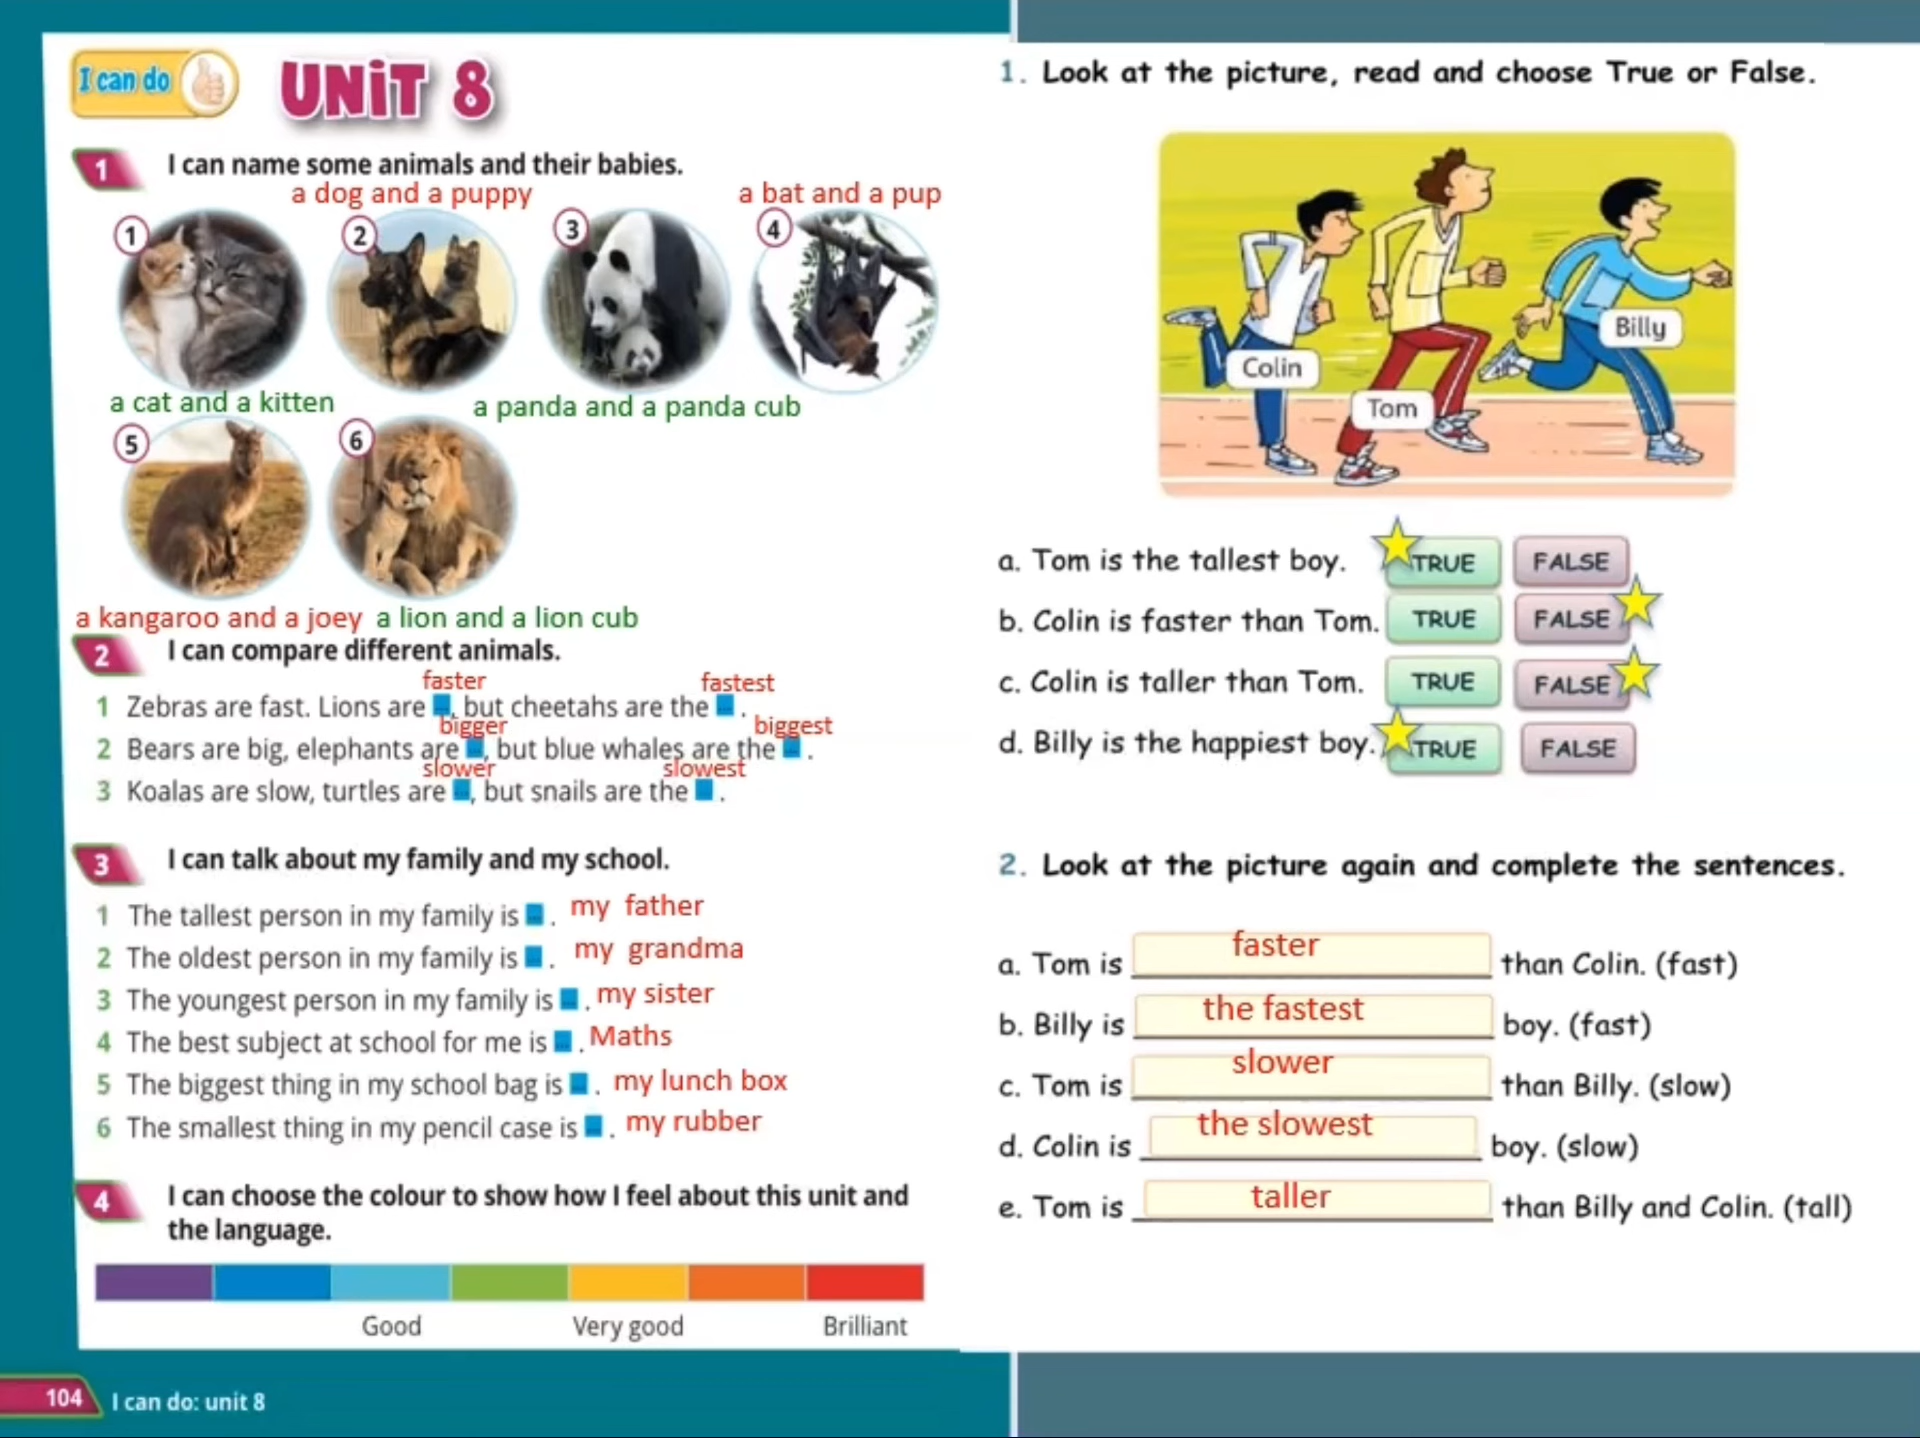 I can do
UNiT 8
1 I can name some animals and their babies.
a dog and a puppy
a bat and a pup
1
2
3
4
a cat and a kitten
a panda and a panda cub
5
6
a kangaroo and a joey
a lion and a lion cub
2 I can compare different animals.
faster fastest
1 Zebras are fast. Lions are ..., but cheetahs are the ... .
bigger biggest
2 Bears are big, elephants are ..., but blue whales are the ... .
slower slowest
3 Koalas are slow, turtles are ..., but snails are the ... .
3 I can talk about my family and my school.
1 The tallest person in my family is ... . my father
2 The oldest person in my family is ... . my grandma
3 The youngest person in my family is ... . my sister
4 The best subject at school for me is ... . Maths
5 The biggest thing in my school bag is ... . my lunch box
6 The smallest thing in my pencil case is ... . my rubber
4 I can choose the colour to show how I feel about this unit and
the language.
Good Very good Brilliant
104 I can do: unit 8
1. Look at the picture, read and choose True or False.
Billy
Colin
Tom
a. Tom is the tallest boy. TRUE FALSE
b. Colin is faster than Tom. TRUE FALSE
c. Colin is taller than Tom. TRUE FALSE
d. Billy is the happiest boy. TRUE FALSE
2. Look at the picture again and complete the sentences.
a. Tom is faster than Colin. (fast)
b. Billy is the fastest boy. (fast)
c. Tom is slower than Billy. (slow)
d. Colin is the slowest boy. (slow)
e. Tom is taller than Billy and Colin. (tall)